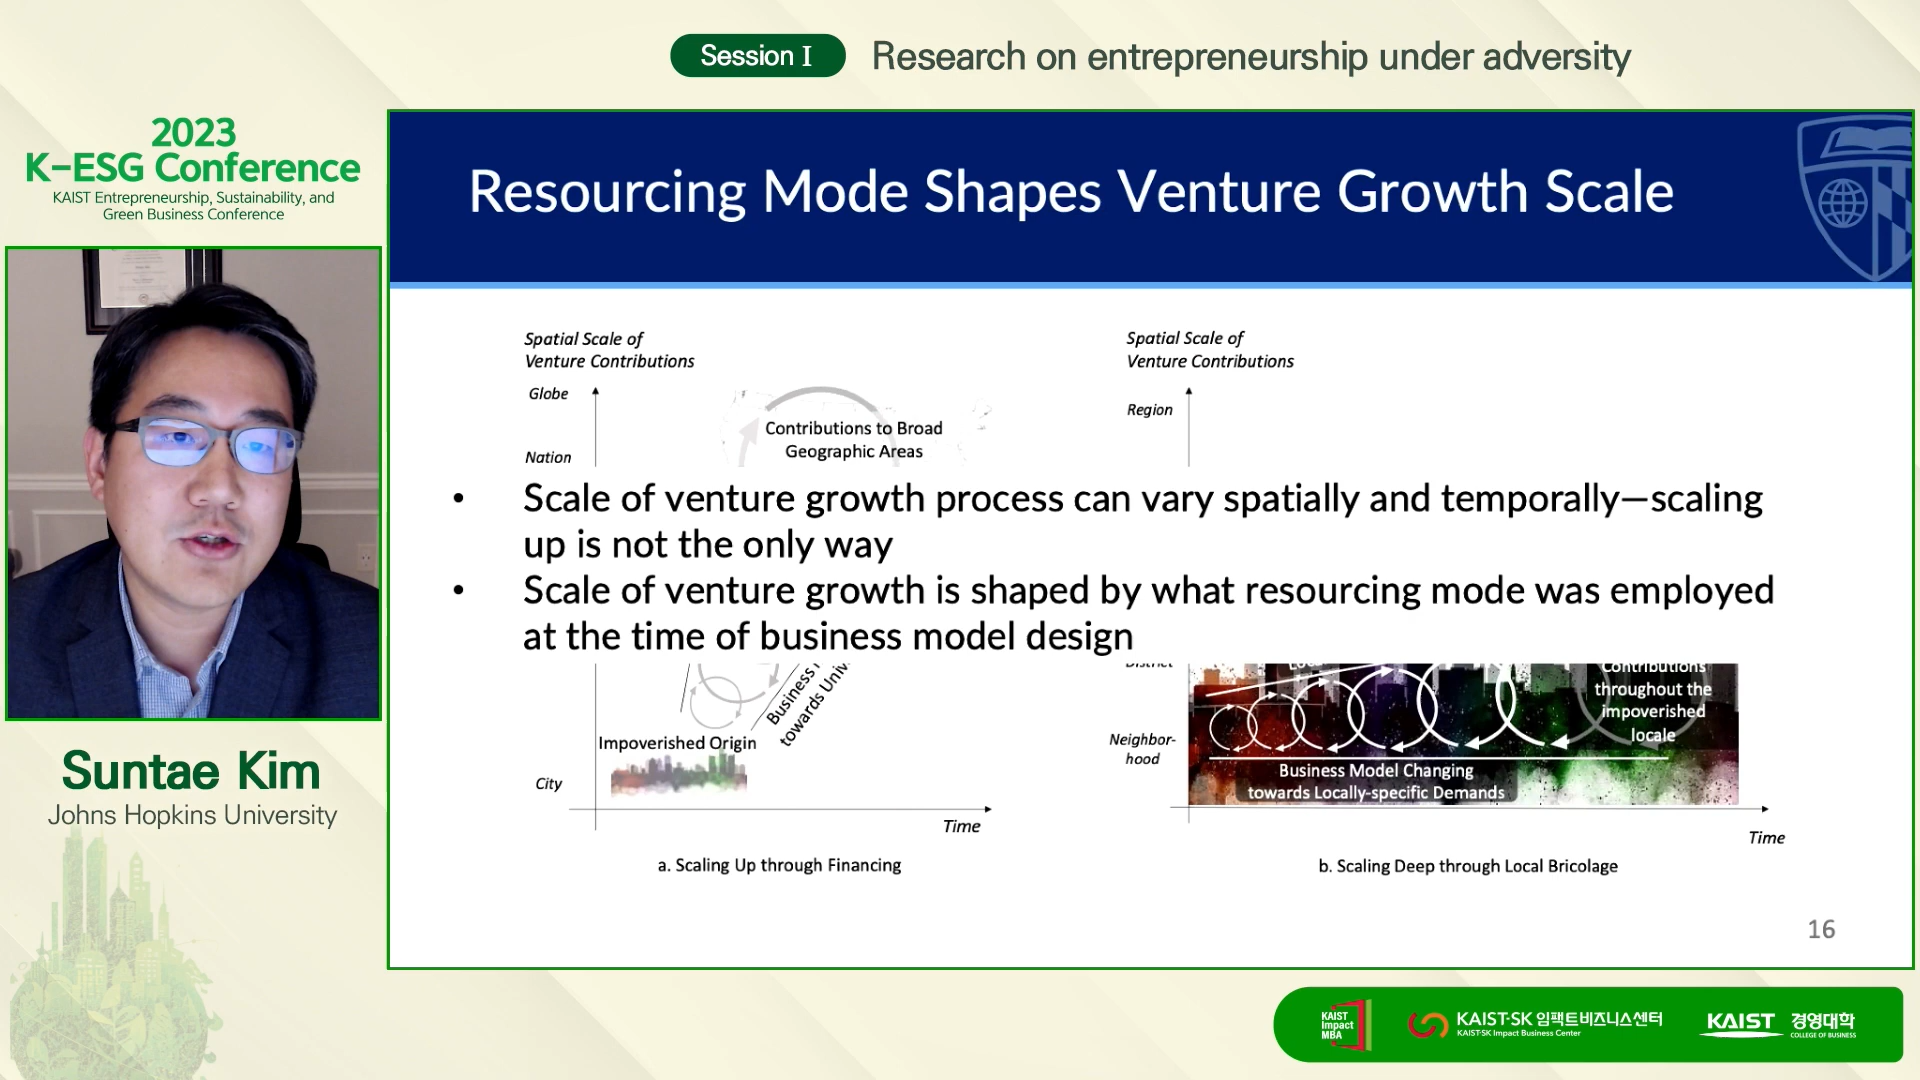 Session I
Research on entrepreneurship under adversity
2023
K-ESG Conference
KAIST Entrepreneurship, Sustainability, and
Green Business Conference
Suntae Kim
Johns Hopkins University
Resourcing Mode Shapes Venture Growth Scale
Spatial Scale of
Venture Contributions
Globe
Nation
Contributions to Broad
Geographic Areas
Spatial Scale of
Venture Contributions
Region
• Scale of venture growth process can vary spatially and temporally—scaling
up is not the only way
• Scale of venture growth is shaped by what resourcing mode was employed
at the time of business model design
Business
towards
Impoverished Origin
City
Time
a. Scaling Up through Financing
District
Contributions
throughout the
impoverished
locale
Neighbor-
hood
Business Model Changing
towards Locally-specific Demands
Time
b. Scaling Deep through Local Bricolage
16
KAIST
Impact
MBA
KAIST-SK 임팩트비즈니스센터
KAIST-SK Impact Business Center
KAIST
경영대학
COLLEGE OF BUSINESS